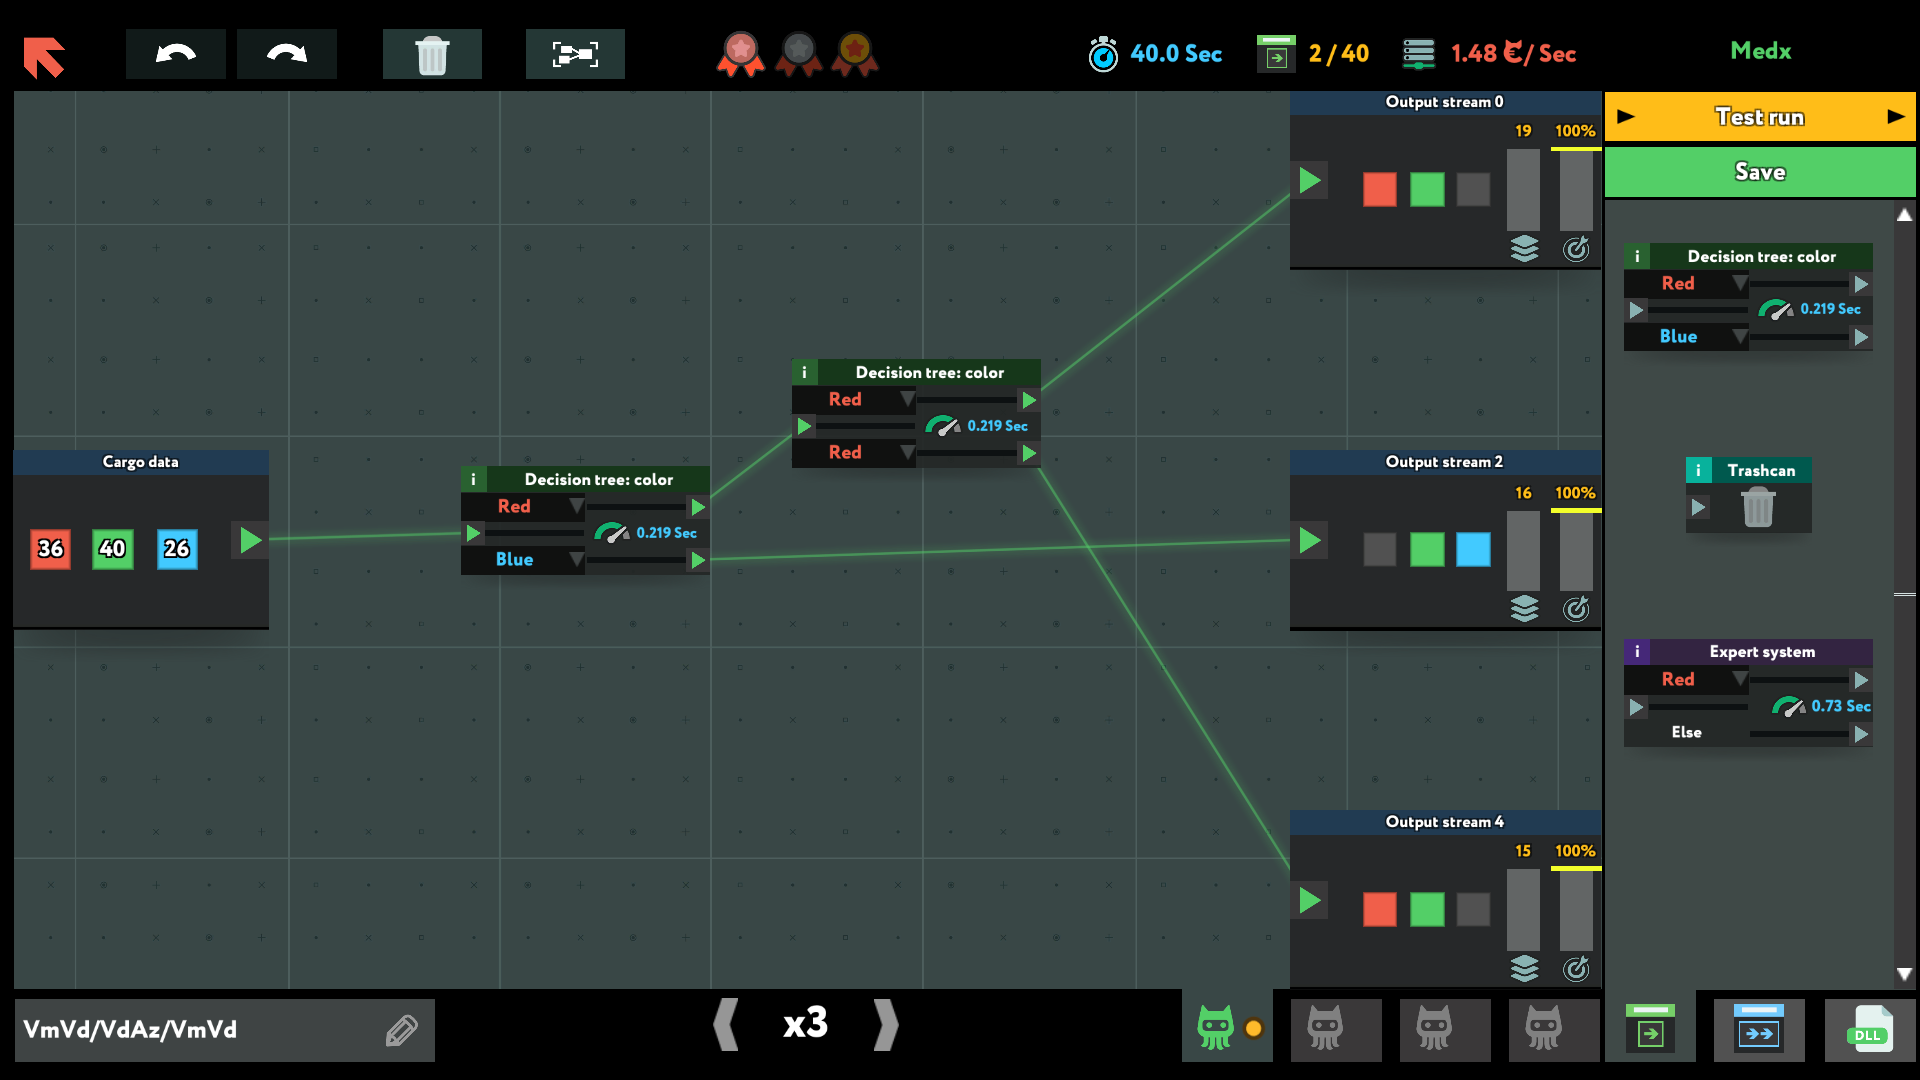 40.0 Sec
2 / 40
1.48 €/ Sec
Medx
Test run
Save
Output stream 0
19 100%
Decision tree: color
Red
0.219 Sec
Blue
Decision tree: color
Red
0.219 Sec
Red
Cargo data
36 40 26
Decision tree: color
Red
0.219 Sec
Blue
Output stream 2
16 100%
Trashcan
Expert system
Red
0.73 Sec
Else
Output stream 4
15 100%
VmVd/VdAz/VmVd
x3
DLL